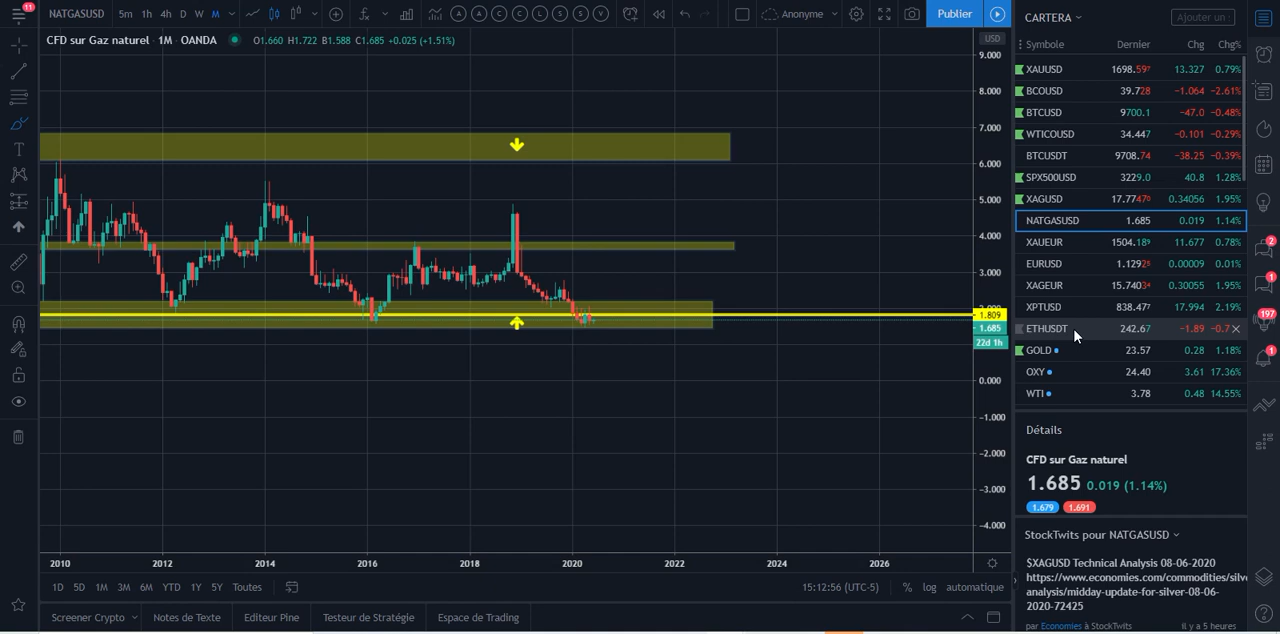 11
NATGASUSD 5m 1h 4h D W M Anonyme Publier
CFD sur Gaz naturel · 1M · OANDA O1.660 H1.722 B1.588 C1.685 +0.025 (+1.51%)
USD
9.000
8.000
7.000
6.000
5.000
4.000
3.000
1.809
1.685
22d 1h
0.000
-1.000
-2.000
-3.000
-4.000
2010 2012 2014 2016 2018 2020 2022 2024 2026
1D 5D 1M 3M 6M YTD 1Y 5Y Toutes 15:12:56 (UTC-5) % log automatique
Screener Crypto Notes de Texte Editeur Pine Testeur de Stratégie Espace de Trading
CARTERA Ajouter un
Symbole Dernier Chg Chg%
XAUUSD 1698.597 13.327 0.79%
BCOUSD 39.728 −1.064 −2.61%
BTCUSD 9700.1 −47.0 −0.48%
WTICOUSD 34.447 −0.101 −0.29%
BTCUSDT 9708.74 −38.25 −0.39%
SPX500USD 3229.0 40.8 1.28%
XAGUSD 17.7747 0.34056 1.95%
NATGASUSD 1.685 0.019 1.14%
XAUEUR 1504.189 11.677 0.78%
EURUSD 1.1292 0.00009 0.01%
XAGEUR 15.7403 0.30055 1.95%
XPTUSD 838.477 17.994 2.19%
ETHUSDT 242.67 −1.89 −0.7
GOLD 23.57 0.28 1.18%
OXY 24.40 3.61 17.36%
WTI 3.78 0.48 14.55%
Détails
CFD sur Gaz naturel
1.685 0.019 (1.14%)
1.679 1.691
StockTwits pour NATGASUSD
$XAGUSD Technical Analysis 08-06-2020
https://www.economies.com/commodities/silve
analysis/midday-update-for-silver-08-06-
2020-72425
par Economies à StockTwits il y a 5 heures
2
1
197
1